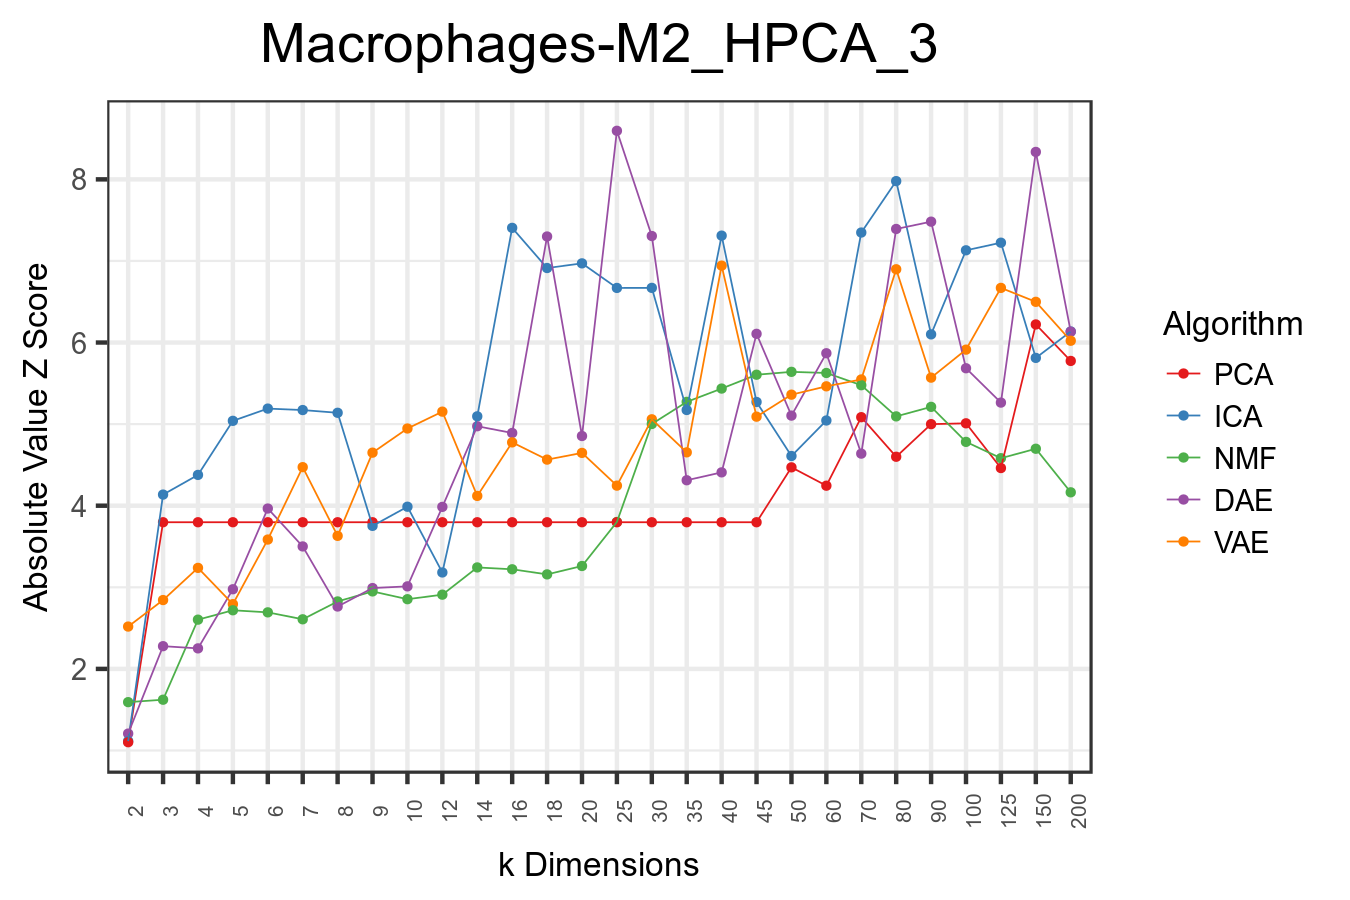 Macrophages-M2_HPCA_3
Absolute Value Z Score
8
6
4
2
2 3 4 5 6 7 8 9 10 12 14 16 18 20 25 30 35 40 45 50 60 70 80 90 100 125 150 200
k Dimensions
Algorithm
PCA
ICA
NMF
DAE
VAE